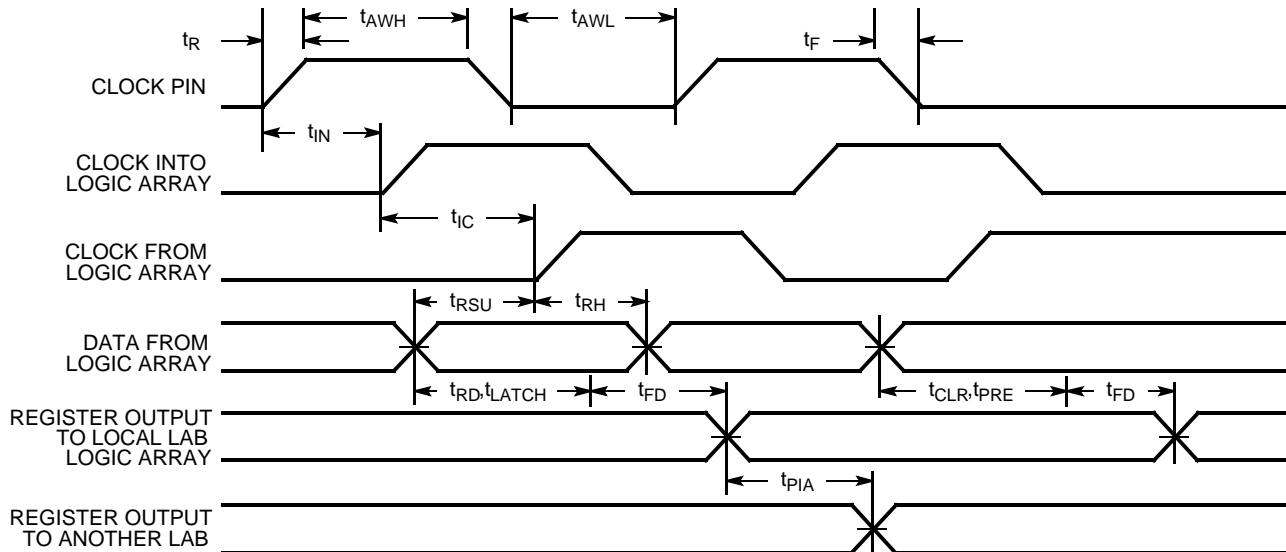 tAWH
tAWL
tR
tF
CLOCK PIN
tIN
CLOCK INTO
LOGIC ARRAY
tIC
CLOCK FROM
LOGIC ARRAY
tRSU
tRH
DATA FROM
LOGIC ARRAY
tRD,tLATCH
tFD
tCLR,tPRE
tFD
REGISTER OUTPUT
TO LOCAL LAB
LOGIC ARRAY
tPIA
REGISTER OUTPUT
TO ANOTHER LAB